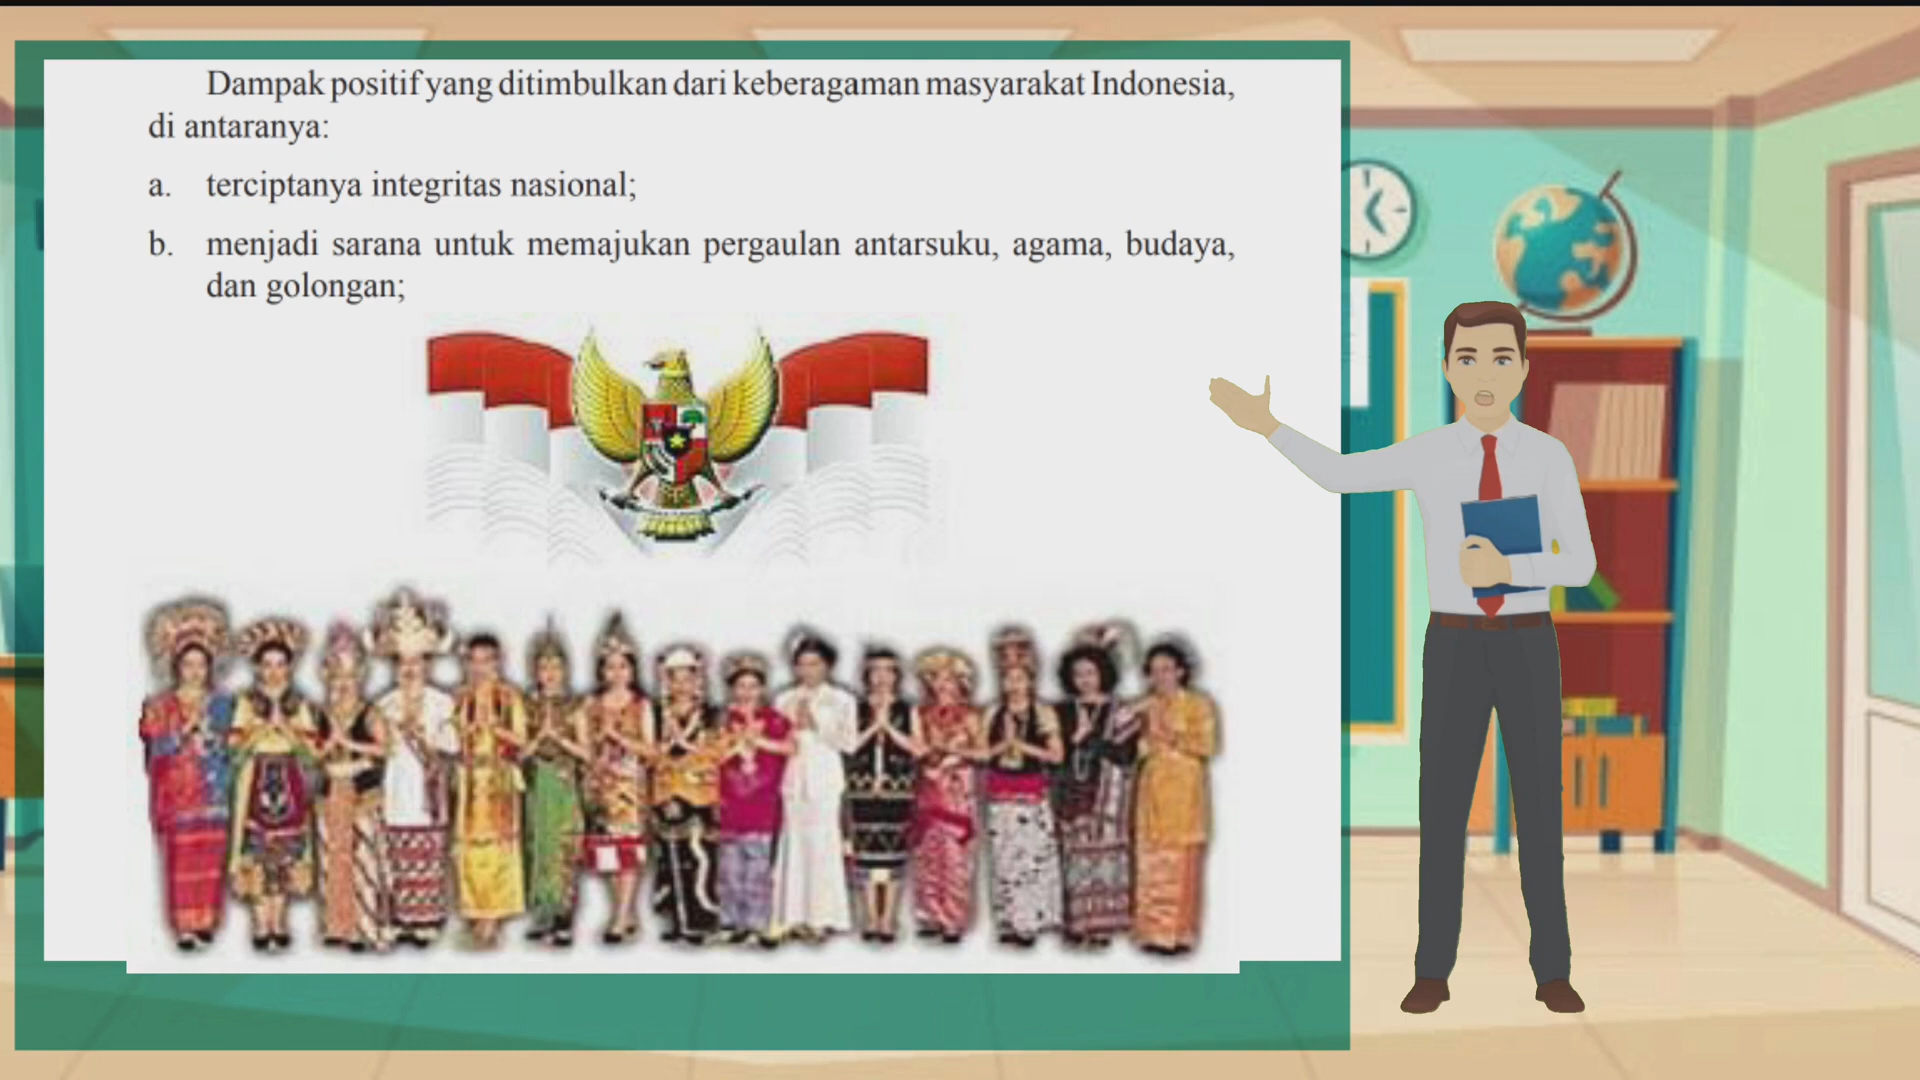 Dampak positif yang ditimbulkan dari keberagaman masyarakat Indonesia,
di antaranya:
a. terciptanya integritas nasional;
b. menjadi sarana untuk memajukan pergaulan antarsuku, agama, budaya,
dan golongan;